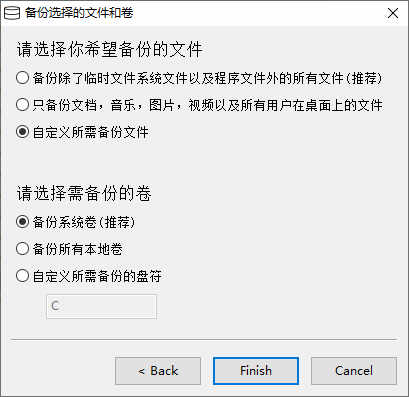 备份选择的文件和卷
请选择你希望备份的文件
备份除了临时文件系统文件以及程序文件外的所有文件(推荐)
只备份文档，音乐，图片，视频以及所有用户在桌面上的文件
自定义所需备份文件
请选择需备份的卷
备份系统卷(推荐)
备份所有本地卷
自定义所需备份的盘符
C
< Back
Finish
Cancel